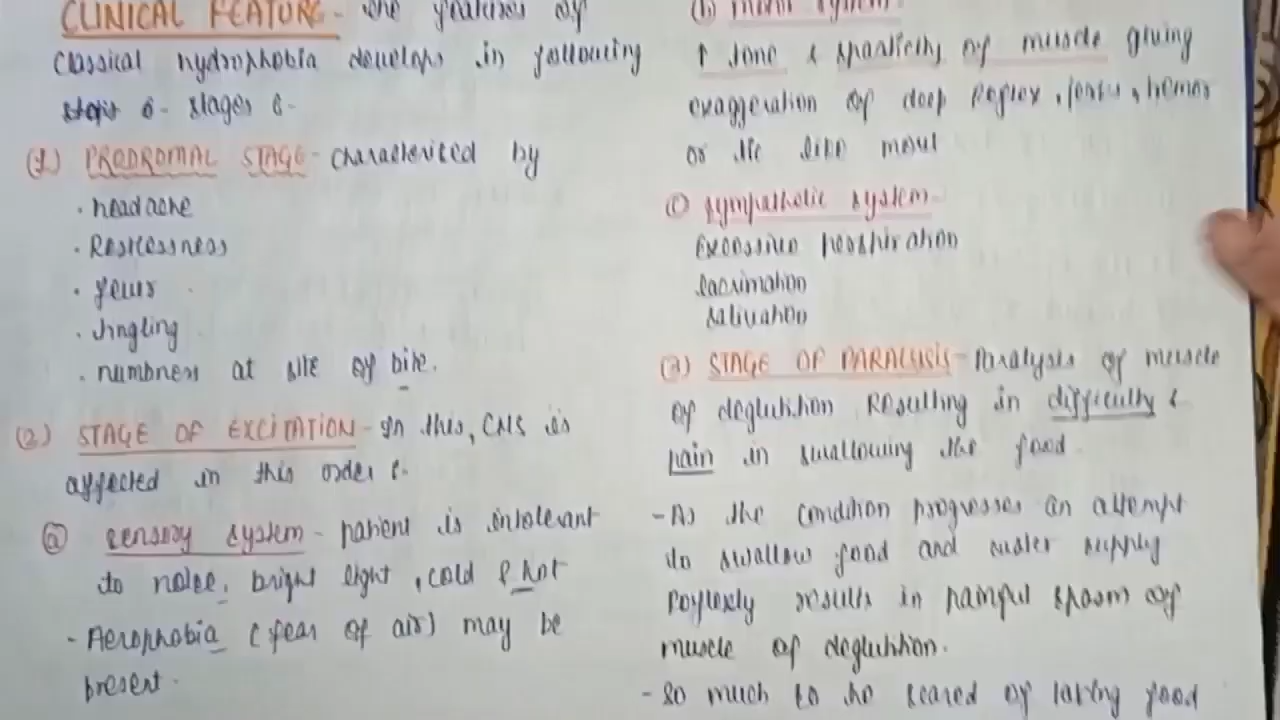 CLINICAL FEATURE - The features of
classical hydrophobia develops in following
stages :-
(1) PRODROMAL STAGE - characterised by
. headache
. Restlessness
. fever
. Tingling
. numbness at site of bite.
(2) STAGE OF EXCITATION - In this, CNS is
affected in this order :-
(a) sensory system - patient is intolerant
to noise, bright light, cold & hot
- Aerophobia (fear of air) may be
present.
(b) motor system -
↑ tone & spasticity of muscle giving
exaggeration of deep reflex,
or the like
(c) sympathetic system -
Excessive perspiration
lacrimation
salivation
(3) STAGE OF PARALYSIS - Paralysis of muscle
of deglutition Resulting in difficulty &
pain in swallowing the food.
- As the condition progresses an attempt
to swallow food and water
results in painful spasm of
muscle of deglutition.
- So much to be scared of taking food